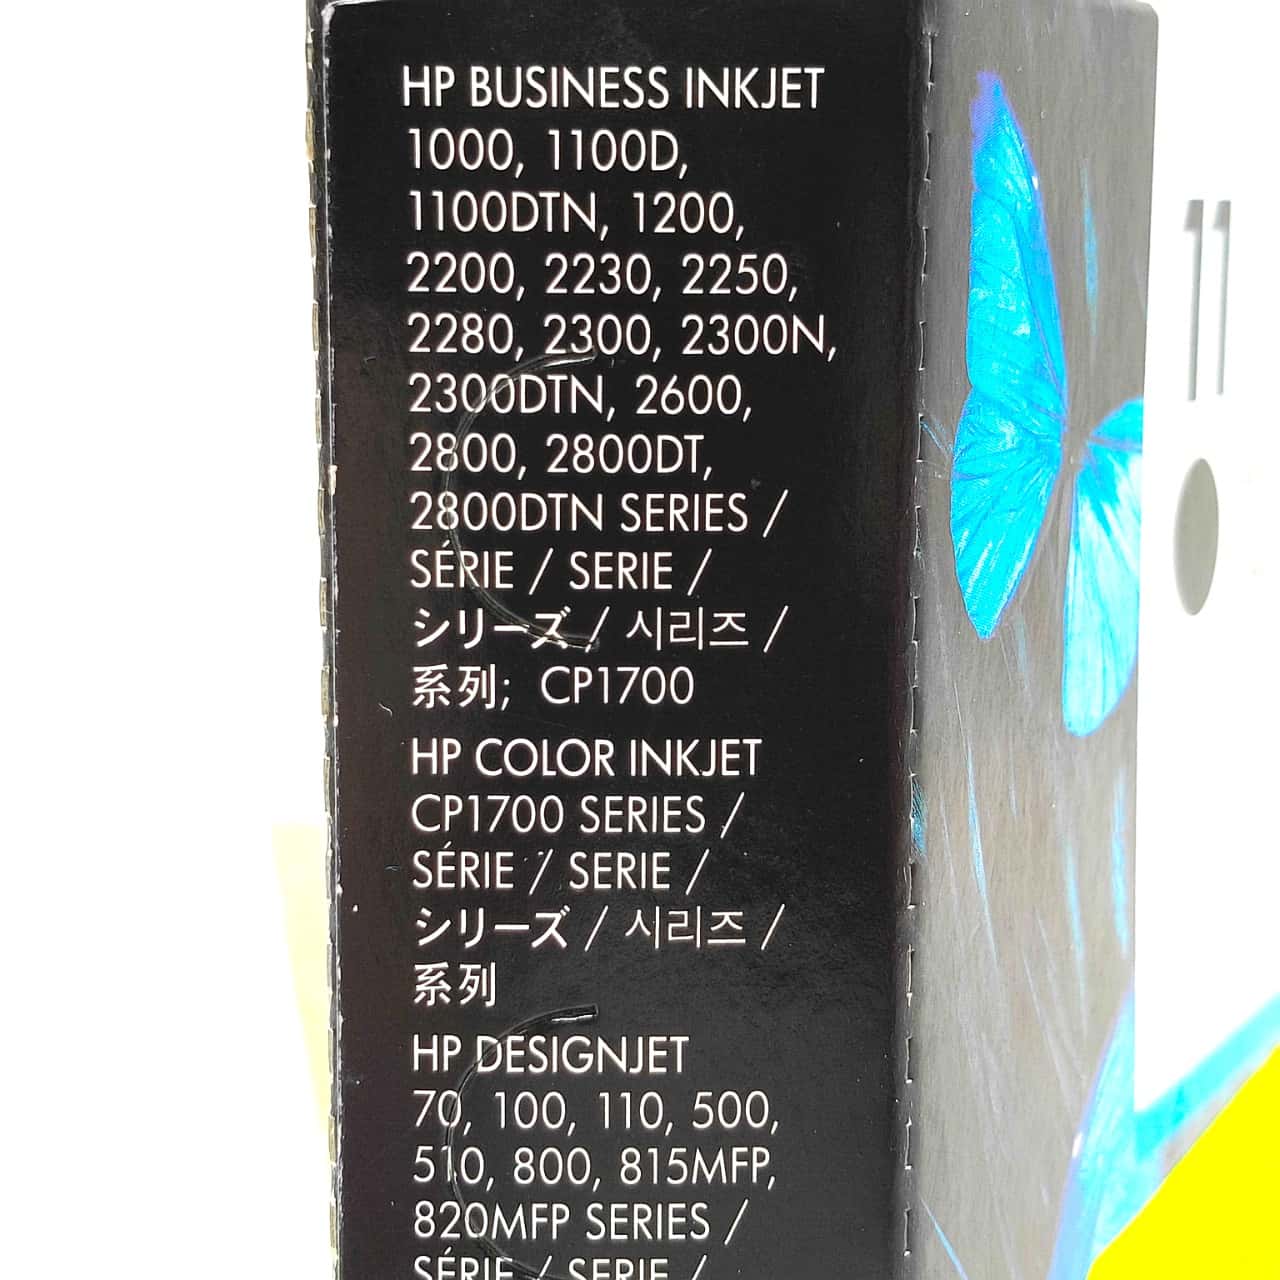 HP BUSINESS INKJET
1000, 1100D,
1100DTN, 1200,
2200, 2230, 2250,
2280, 2300, 2300N,
2300DTN, 2600,
2800, 2800DT,
2800DTN SERIES /
SÉRIE / SERIE /
シリーズ / 시리즈 /
系列; CP1700
HP COLOR INKJET
CP1700 SERIES /
SÉRIE / SERIE /
シリーズ / 시리즈 /
系列
HP DESIGNJET
70, 100, 110, 500,
510, 800, 815MFP,
820MFP SERIES /
SÉRIE / SERIE /
11